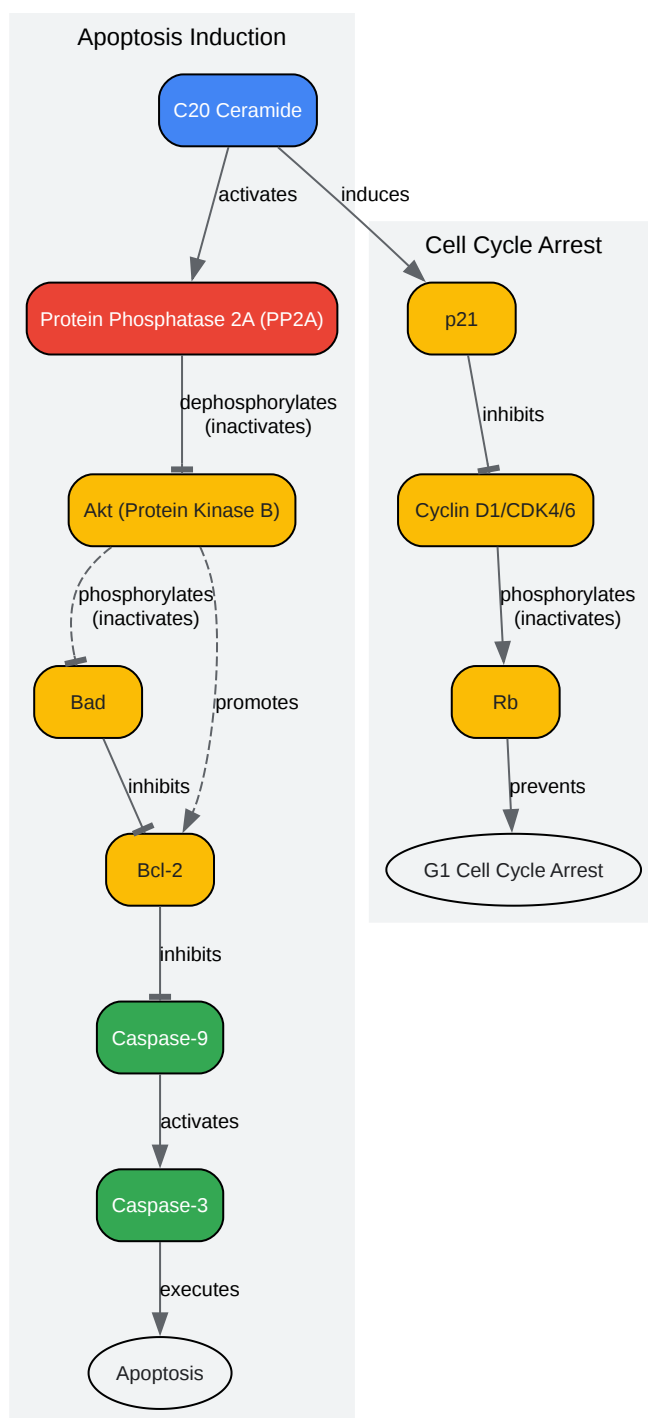 Apoptosis Induction
C20 Ceramide
activates
induces
Cell Cycle Arrest
Protein Phosphatase 2A (PP2A)
p21
dephosphorylates
(inactivates)
inhibits
Akt (Protein Kinase B)
Cyclin D1/CDK4/6
phosphorylates
(inactivates)
phosphorylates
(inactivates)
Bad
promotes
Rb
inhibits
prevents
Bcl-2
G1 Cell Cycle Arrest
inhibits
Caspase-9
activates
Caspase-3
executes
Apoptosis